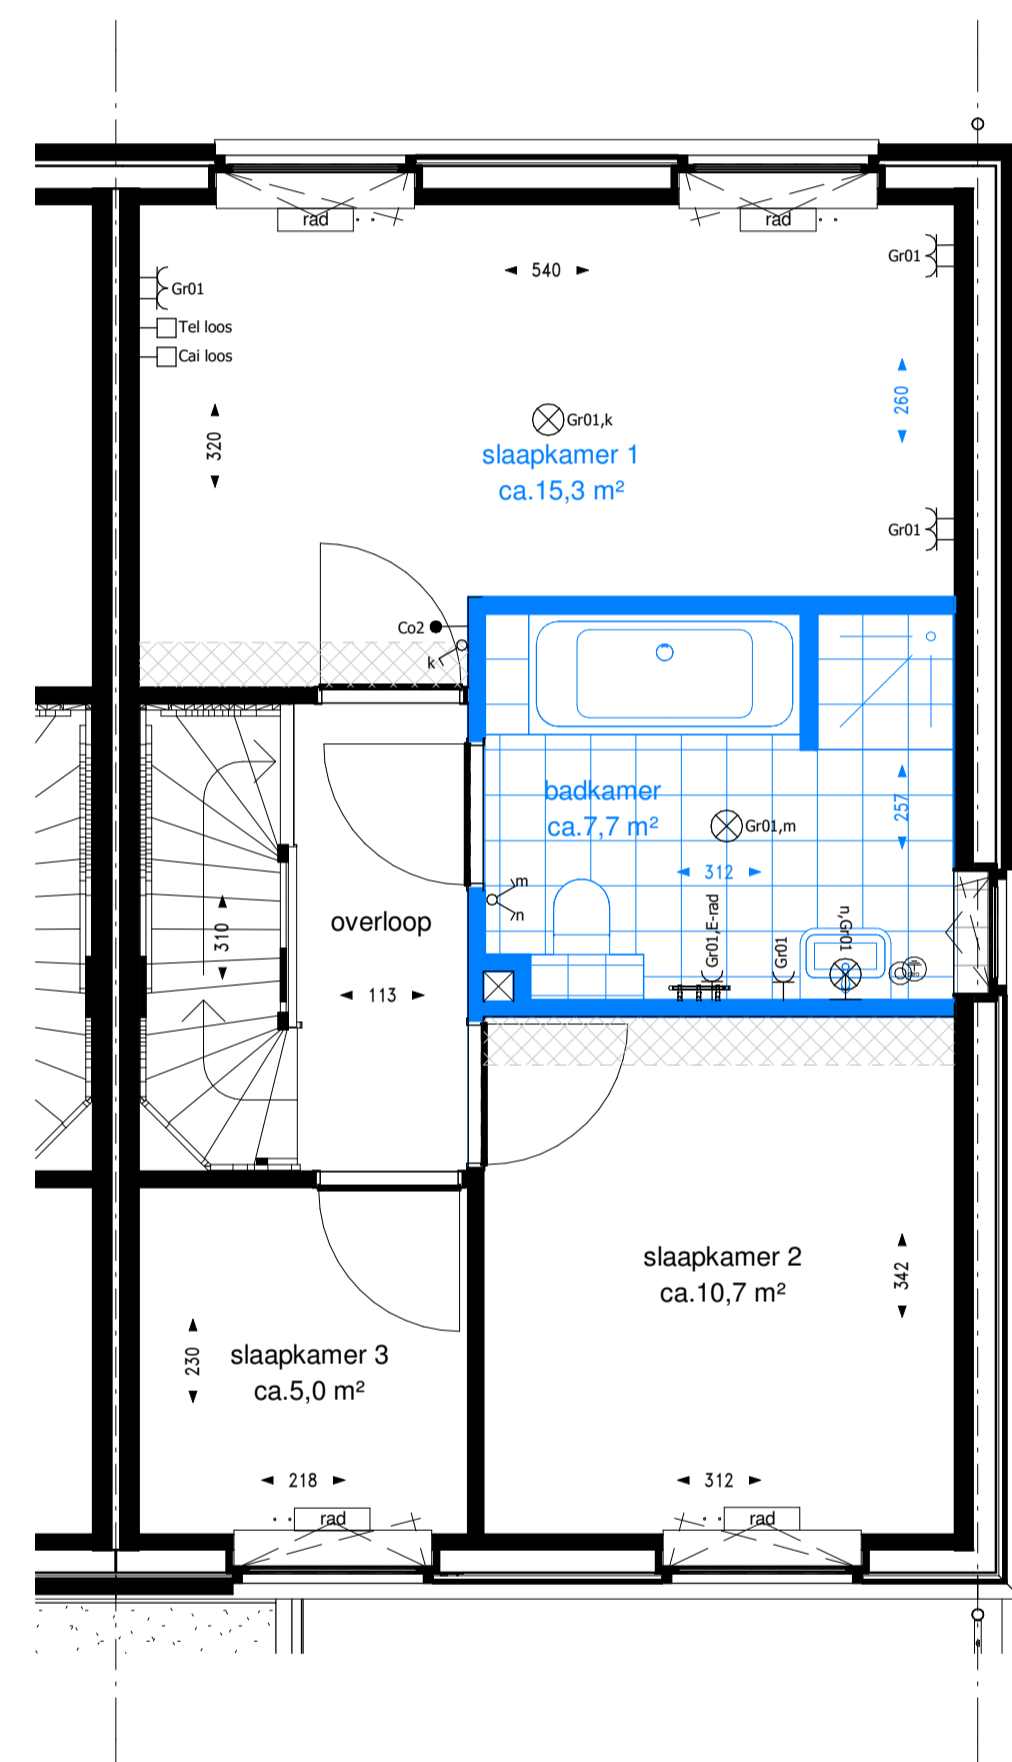 rad
rad
540
Gr01
Gr01
Tel loos
Cai loos
260
320
Gr01,k
slaapkamer 1
ca.15,3 m²
Gr01
Co2
k
badkamer
ca.7,7 m²
257
Gr01,m
312
m
n
overloop
310
Gr01,E-rad
Gr01
n,Gr01
113
slaapkamer 2
ca.10,7 m²
342
230
slaapkamer 3
ca.5,0 m²
218
312
rad
rad